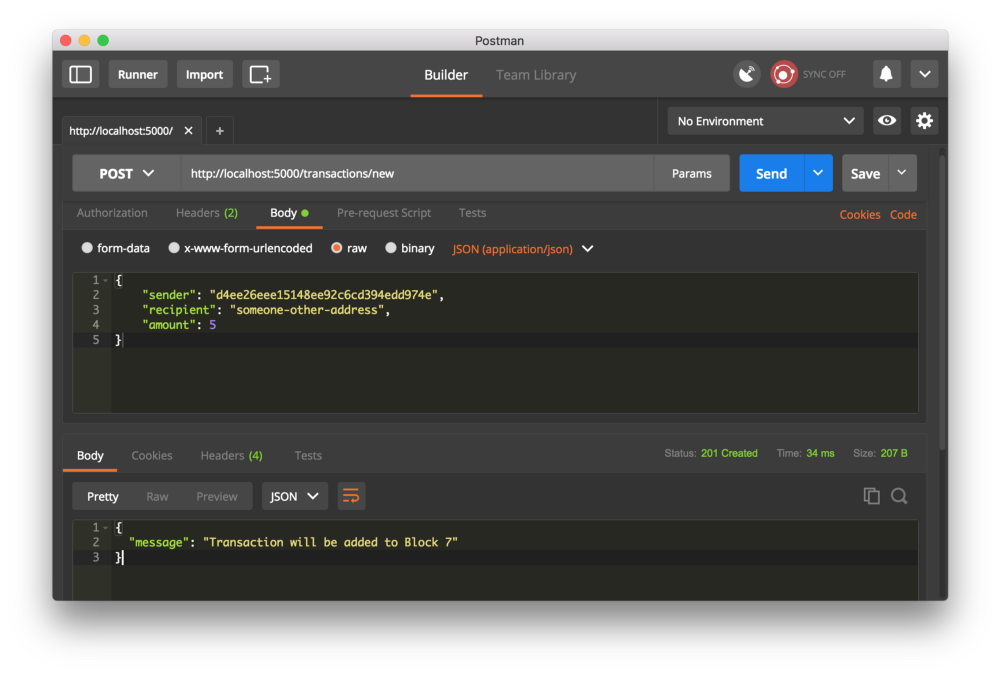 Postman
Runner Import Builder Team Library SYNC OFF
http://localhost:5000/ ✕ + No Environment
POST http://localhost:5000/transactions/new Params Send Save
Authorization Headers (2) Body Pre-request Script Tests Cookies Code
form-data x-www-form-urlencoded raw binary JSON (application/json)
1 {
2 "sender": "d4ee26eee15148ee92c6cd394edd974e",
3 "recipient": "someone-other-address",
4 "amount": 5
5 }
Body Cookies Headers (4) Tests Status: 201 Created Time: 34 ms Size: 207 B
Pretty Raw Preview JSON
1 {
2 "message": "Transaction will be added to Block 7"
3 }